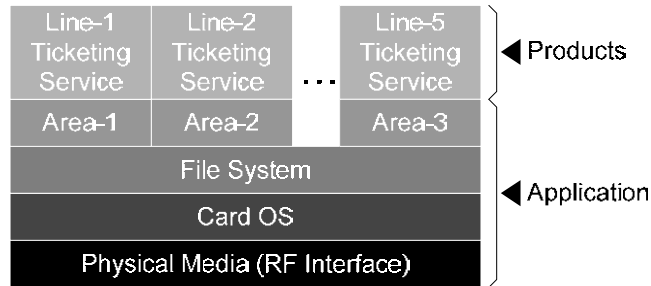 Line-1 Ticketing Service
Line-2 Ticketing Service
...
Line-5 Ticketing Service
Products
Area-1
Area-2
Area-3
File System
Card OS
Physical Media (RF Interface)
Application